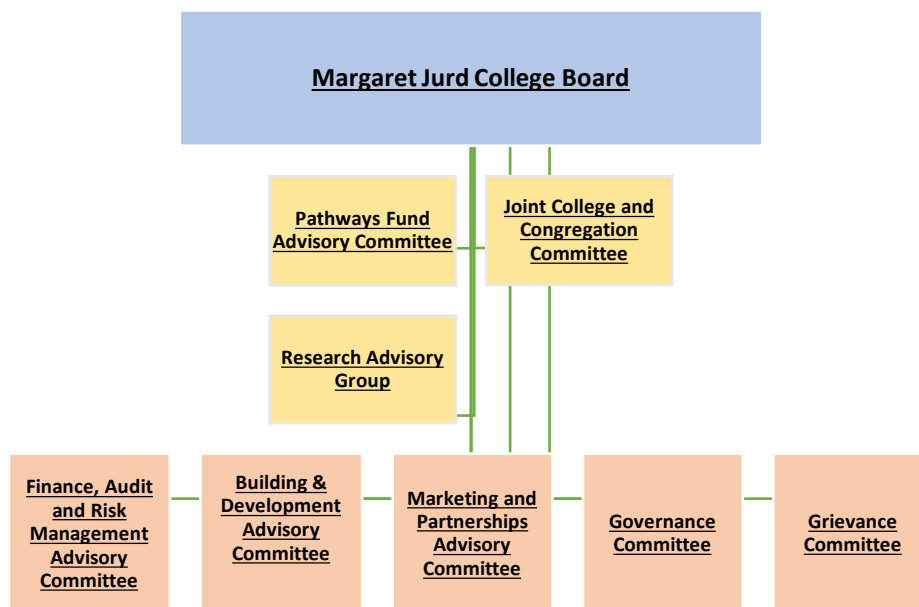 Margaret Jurd College Board
Pathways Fund
Advisory Committee
Joint College and
Congregation
Committee
Research Advisory
Group
Finance, Audit
and Risk
Management
Advisory
Committee
Building &
Development
Advisory
Committee
Marketing and
Partnerships
Advisory
Committee
Governance
Committee
Grievance
Committee